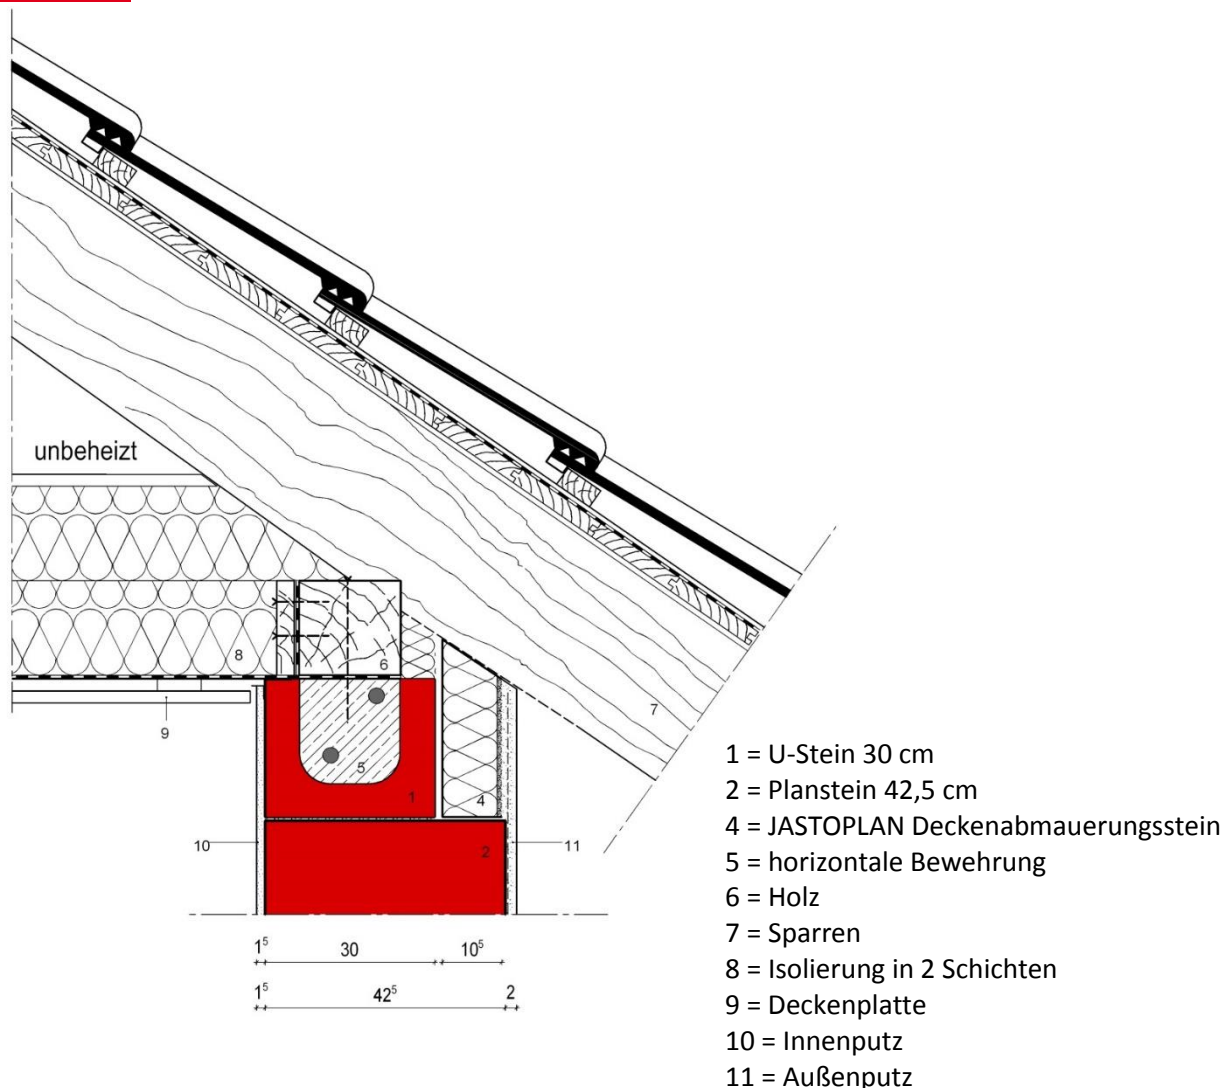 unbeheizt
8
6
9
7
5
1
4
10
2
11
1⁵ 30 10⁵
1⁵ 42⁵ 2
1 = U-Stein 30 cm
2 = Planstein 42,5 cm
4 = JASTOPLAN Deckenabmauerungsstein
5 = horizontale Bewehrung
6 = Holz
7 = Sparren
8 = Isolierung in 2 Schichten
9 = Deckenplatte
10 = Innenputz
11 = Außenputz